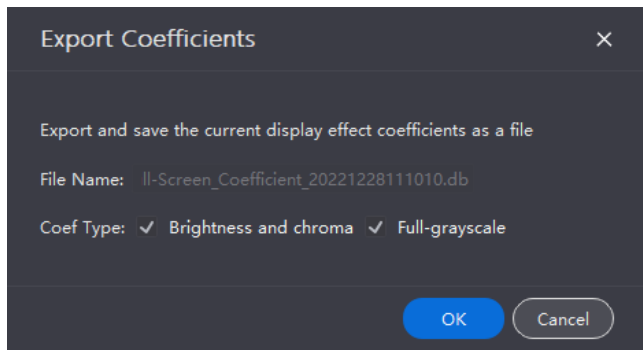 Export Coefficients
Export and save the current display effect coefficients as a file
File Name: ll-Screen_Coefficient_20221228111010.db
Coef Type: Brightness and chroma Full-grayscale
OK Cancel